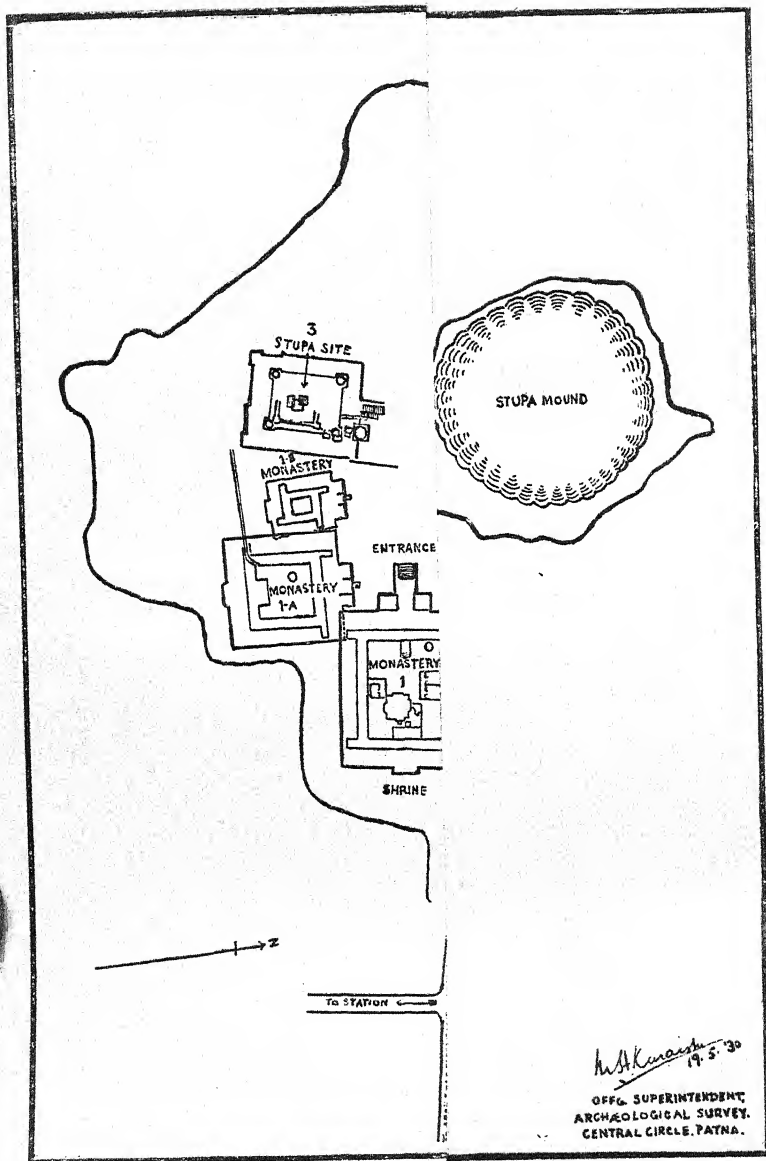 3
STUPA SITE
STUPA MOUND
1-B
MONASTERY
ENTRANCE
MONASTERY
1-A
MONASTERY
1
SHRINE
N
TO STATION
M.H.Kuraishi
19.5.'30
OFFG. SUPERINTENDENT,
ARCHÆOLOGICAL SURVEY.
CENTRAL CIRCLE, PATNA.